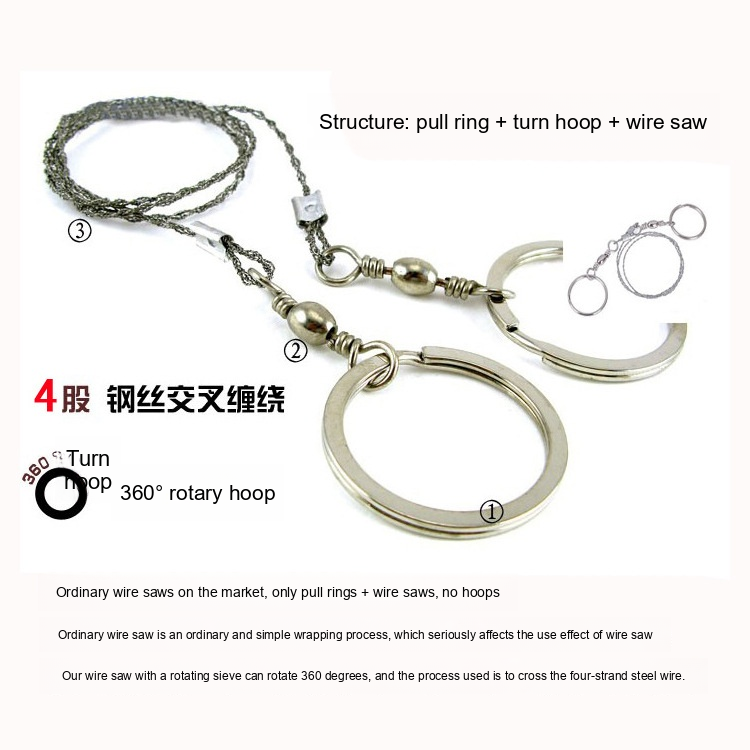 Structure: pull ring + turn hoop + wire saw
③
②
4股 钢丝交叉缠绕
360°
Turn
hoop
360° rotary hoop
①
Ordinary wire saws on the market, only pull rings + wire saws, no hoops
Ordinary wire saw is an ordinary and simple wrapping process, which seriously affects the use effect of wire saw
Our wire saw with a rotating sieve can rotate 360 degrees, and the process used is to cross the four-strand steel wire.